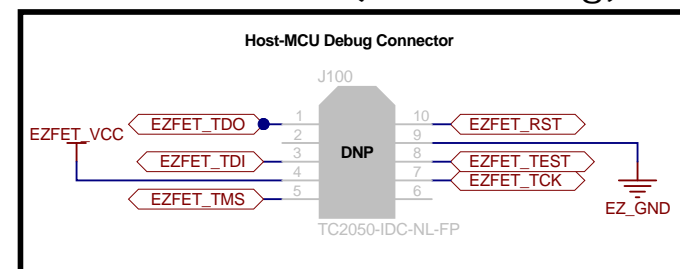 Host-MCU Debug Connector
J100
EZFET_VCC
EZFET_TDO 1 10 EZFET_RST
2 9
EZFET_TDI 3 DNP 8 EZFET_TEST
4 7 EZFET_TCK
EZFET_TMS 5 6
EZ_GND
TC2050-IDC-NL-FP